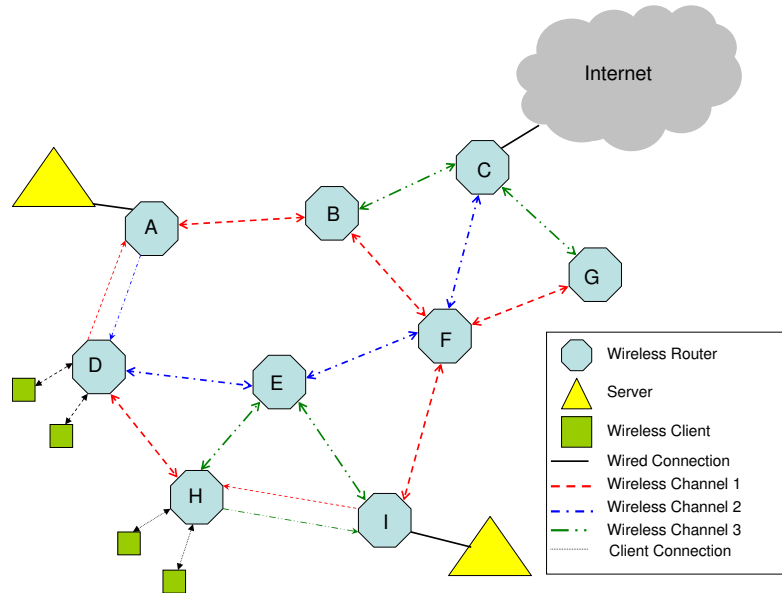 Internet
C
B
A
G
F
D
E
H
I
Wireless Router
Server
Wireless Client
Wired Connection
Wireless Channel 1
Wireless Channel 2
Wireless Channel 3
Client Connection